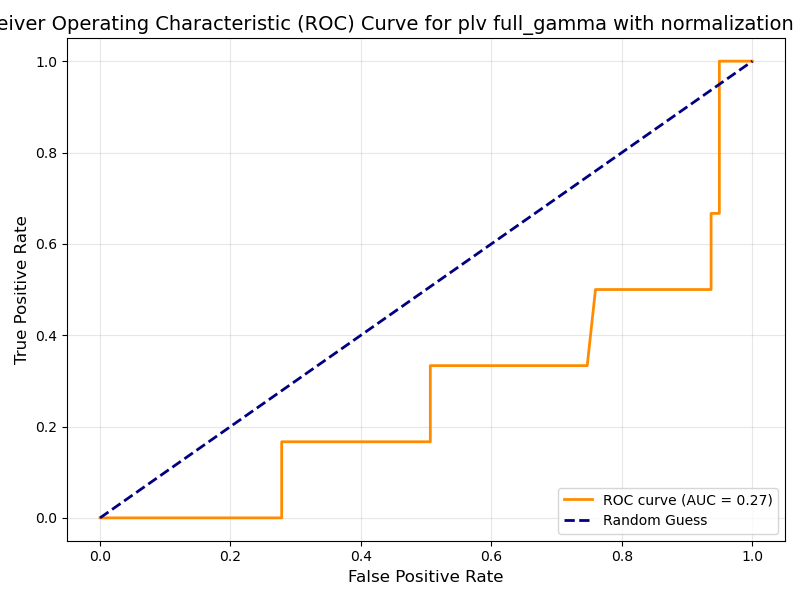 eiver Operating Characteristic (ROC) Curve for plv full_gamma with normalization
True Positive Rate
1.0
0.8
0.6
0.4
0.2
0.0
ROC curve (AUC = 0.27)
Random Guess
0.0 0.2 0.4 0.6 0.8 1.0
False Positive Rate